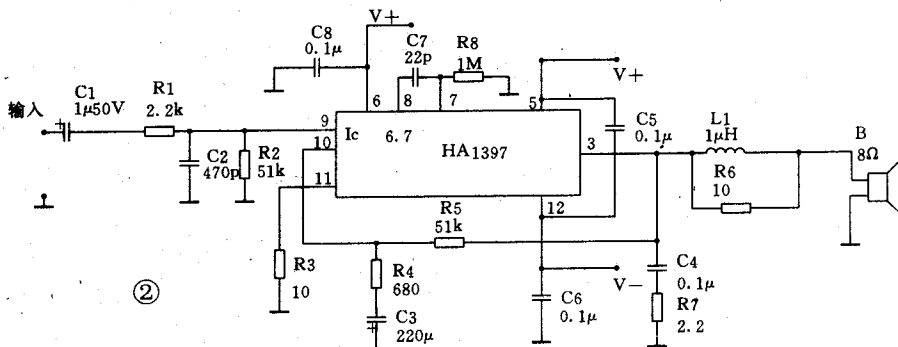 V+
C8
0.1μ
C7
22p
R8
1M
V+
C1
1μ50V
R1
2.2k
输入
6
8
7
5
9
Ic
6.7
10
HA1397
3
11
12
C5
0.1μ
L1
1μH
B
8Ω
R6
10
C2
470p
R2
51k
R5
51k
R3
10
R4
680
C3
220μ
C6
0.1μ
V-
C4
0.1μ
R7
2.2
②